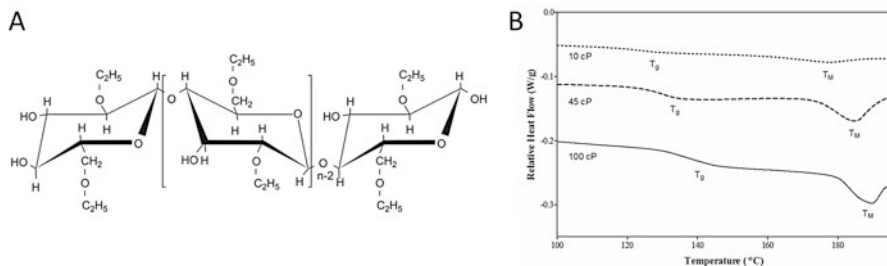 A
C₂H₅
O
H
H
O
HO
H
H
HO
H
H
O
CH₂
O
C₂H₅
C₂H₅
O
CH₂
H
O
H
H
HO
H
O
H
C₂H₅
O
n-2
C₂H₅
O
H
H
OH
HO
H
H
H
O
H
CH₂
O
C₂H₅
B
Relative Heat Flow (W/g)
0.0
-0.1
-0.2
-0.3
10 cP
Tg
TM
45 cP
Tg
TM
100 cP
Tg
TM
100 120 140 160 180
Temperature (°C)